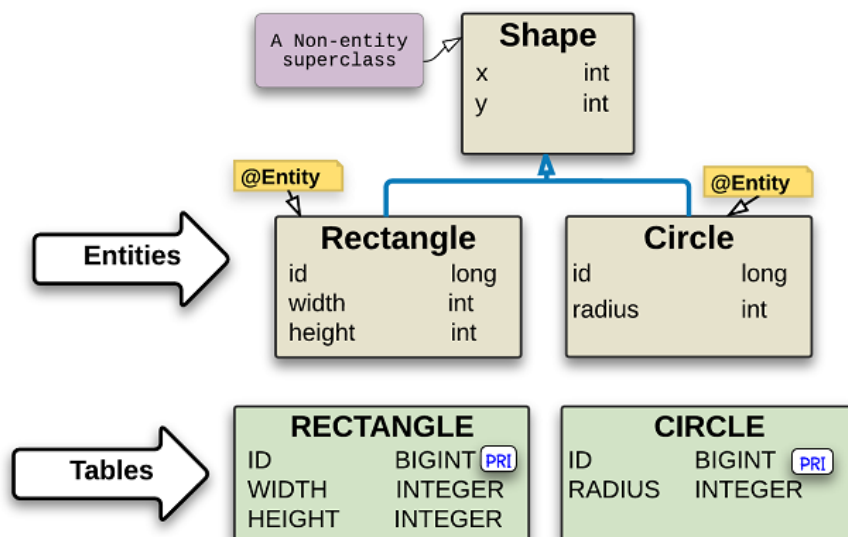 A Non-entity
superclass
Shape
x int
y int
@Entity
@Entity
Entities
Rectangle
id long
width int
height int
Circle
id long
radius int
Tables
RECTANGLE
ID BIGINT PRI
WIDTH INTEGER
HEIGHT INTEGER
CIRCLE
ID BIGINT PRI
RADIUS INTEGER